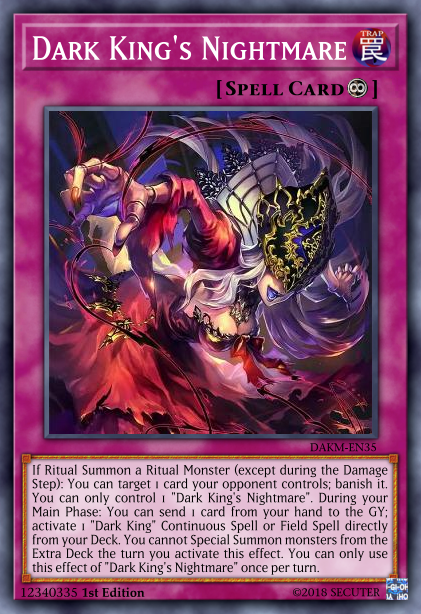 Dark King's Nightmare
TRAP
罠
[Spell Card ]
DAKM-EN35
If Ritual Summon a Ritual Monster (except during the Damage
Step): You can target 1 card your opponent controls; banish it.
You can only control 1 "Dark King's Nightmare". During your
Main Phase: You can send 1 card from your hand to the GY;
activate 1 "Dark King" Continuous Spell or Field Spell directly
from your Deck. You cannot Special Summon monsters from the
Extra Deck the turn you activate this effect. You can only use
this effect of "Dark King's Nightmare" once per turn.
12340335 1st Edition
©2018 SECUTER